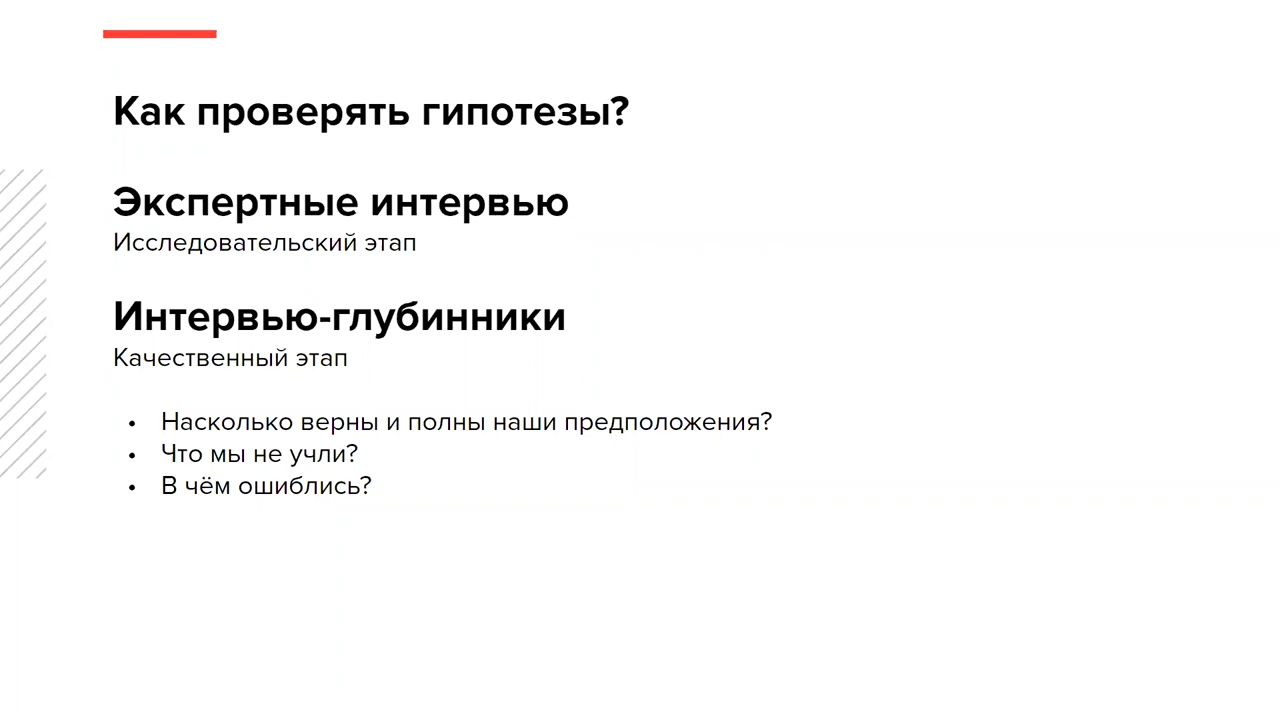 Как проверять гипотезы?
Экспертные интервью
Исследовательский этап
Интервью-глубинники
Качественный этап
• Насколько верны и полны наши предположения?
• Что мы не учли?
• В чём ошиблись?